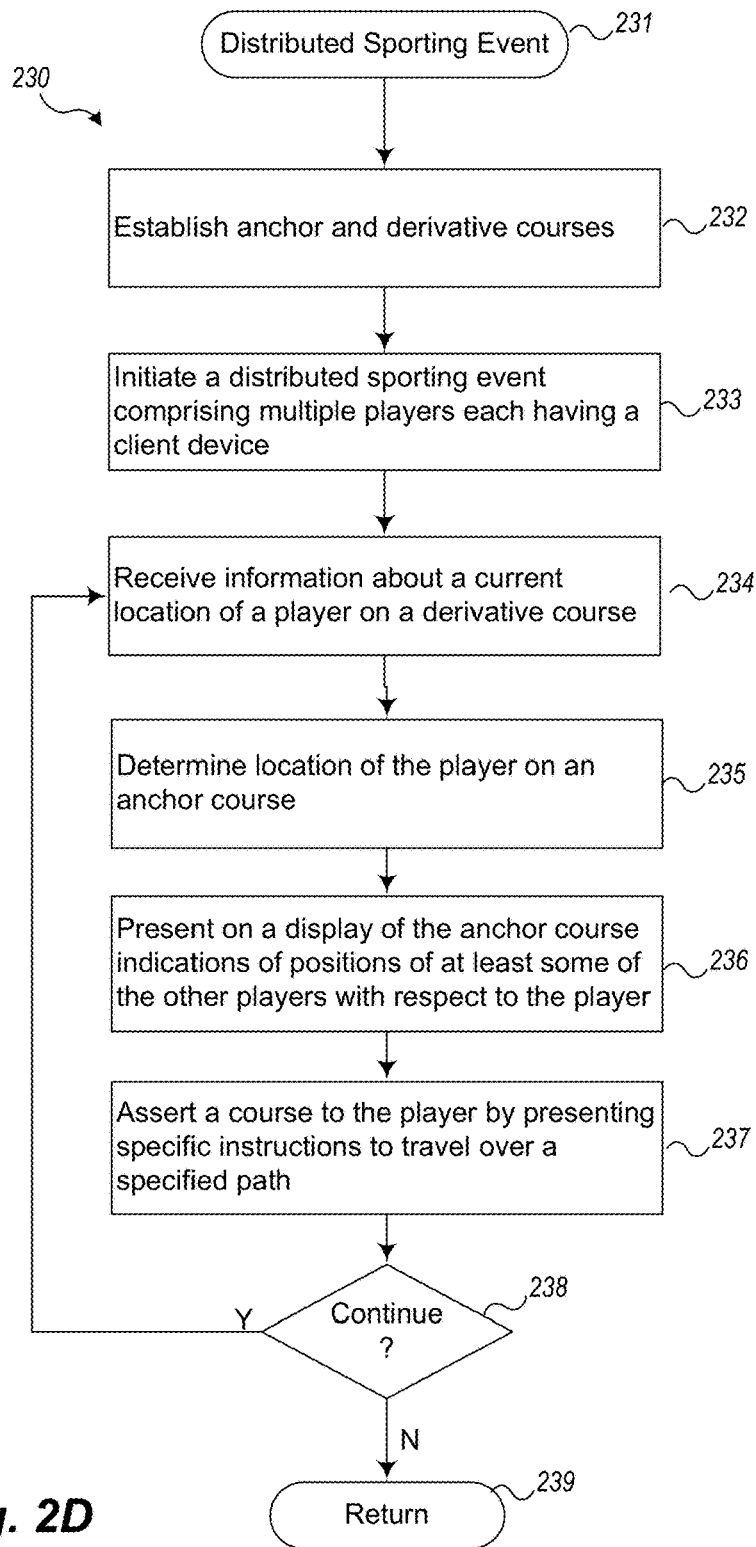 Distributed Sporting Event
231
230
Establish anchor and derivative courses
232
Initiate a distributed sporting event
comprising multiple players each having a
client device
233
Receive information about a current
location of a player on a derivative course
234
Determine location of the player on an
anchor course
235
Present on a display of the anchor course
indications of positions of at least some of
the other players with respect to the player
236
Assert a course to the player by presenting
specific instructions to travel over a
specified path
237
Continue
?
238
Y
N
Return
239
2D